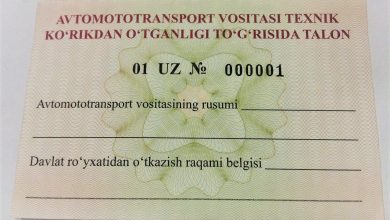 AVTOMOTOTRANSPORT VOSITASI TEXNIK
KO‘RIKDAN O‘TGANLIGI TO‘G‘RISIDA TALON
01 UZ № 000001
Avtomototransport vositasining rusumi
Davlat ro‘yxatidan o‘tkazish raqami belgisi